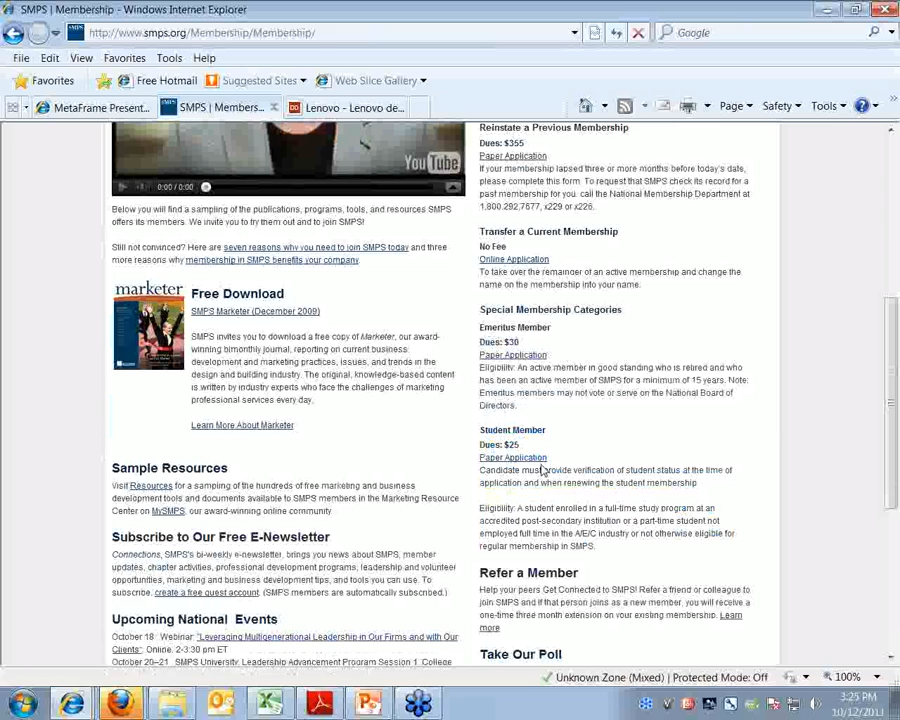 SMPS | Membership - Windows Internet Explorer
http://www.smps.org/Membership/Membership/
Google
File Edit View Favorites Tools Help
Favorites Free Hotmail Suggested Sites Web Slice Gallery
MetaFrame Present... SMPS | Members... Lenovo - Lenovo de...
Page Safety Tools
YouTube
0:00 / 0:00
Below you will find a sampling of the publications, programs, tools, and resources SMPS
offers its members. We invite you to try them out and to join SMPS!
Still not convinced? Here are seven reasons why you need to join SMPS today and three
more reasons why membership in SMPS benefits your company.
marketer
Free Download
SMPS Marketer (December 2009)
SMPS invites you to download a free copy of Marketer, our award-
winning bimonthly journal, reporting on current business
development and marketing practices, issues, and trends in the
design and building industry. The original, knowledge-based content
is written by industry experts who face the challenges of marketing
professional services every day.
Learn More About Marketer
Sample Resources
Visit Resources for a sampling of the hundreds of free marketing and business
development tools and documents available to SMPS members in the Marketing Resource
Center on MySMPS, our award-winning online community.
Subscribe to Our Free E-Newsletter
Connections, SMPS's bi-weekly e-newsletter, brings you news about SMPS, member
updates, chapter activities, professional development programs, leadership and volunteer
opportunities, marketing and business development tips, and tools you can use. To
subscribe, create a free guest account. (SMPS members are automatically subscribed.)
Upcoming National Events
October 18 Webinar: "Leveraging Multigenerational Leadership in Our Firms and with Our
Clients": Online. 2-3:30 pm ET
October 20–21 SMPS University, Leadership Advancement Program Session 1, College
Reinstate a Previous Membership
Dues: $355
Paper Application
If your membership lapsed three or more months before today's date,
please complete this form. To request that SMPS check its record for a
past membership for you, call the National Membership Department at
1.800.292.7677, x229 or x226.
Transfer a Current Membership
No Fee
Online Application
To take over the remainder of an active membership and change the
name on the membership into your name.
Special Membership Categories
Emeritus Member
Dues: $30
Paper Application
Eligibility: An active member in good standing who is retired and who
has been an active member of SMPS for a minimum of 15 years. Note:
Emeritus members may not vote or serve on the National Board of
Directors.
Student Member
Dues: $25
Paper Application
Candidate must provide verification of student status at the time of
application and when renewing the student membership
Eligibility: A student enrolled in a full-time study program at an
accredited post-secondary institution or a part-time student not
employed full time in the A/E/C industry or not otherwise eligible for
regular membership in SMPS.
Refer a Member
Help your peers Get Connected to SMPS! Refer a friend or colleague to
join SMPS and if that person joins as a new member, you will receive a
one-time three month extension on your existing membership. Learn
more
Take Our Poll
Unknown Zone (Mixed) | Protected Mode: Off
100%
3:25 PM